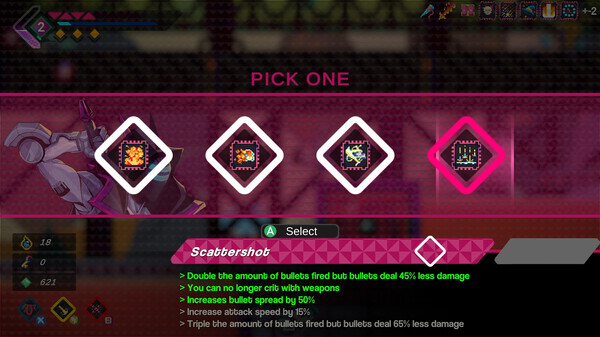 2
+-2
PICK ONE
A Select
Scattershot
18
0
621
> Double the amount of bullets fired but bullets deal 45% less damage
> You can no longer crit with weapons
> Increases bullet spread by 50%
> Increase attack speed by 15%
> Triple the amount of bullets fired but bullets deal 65% less damage